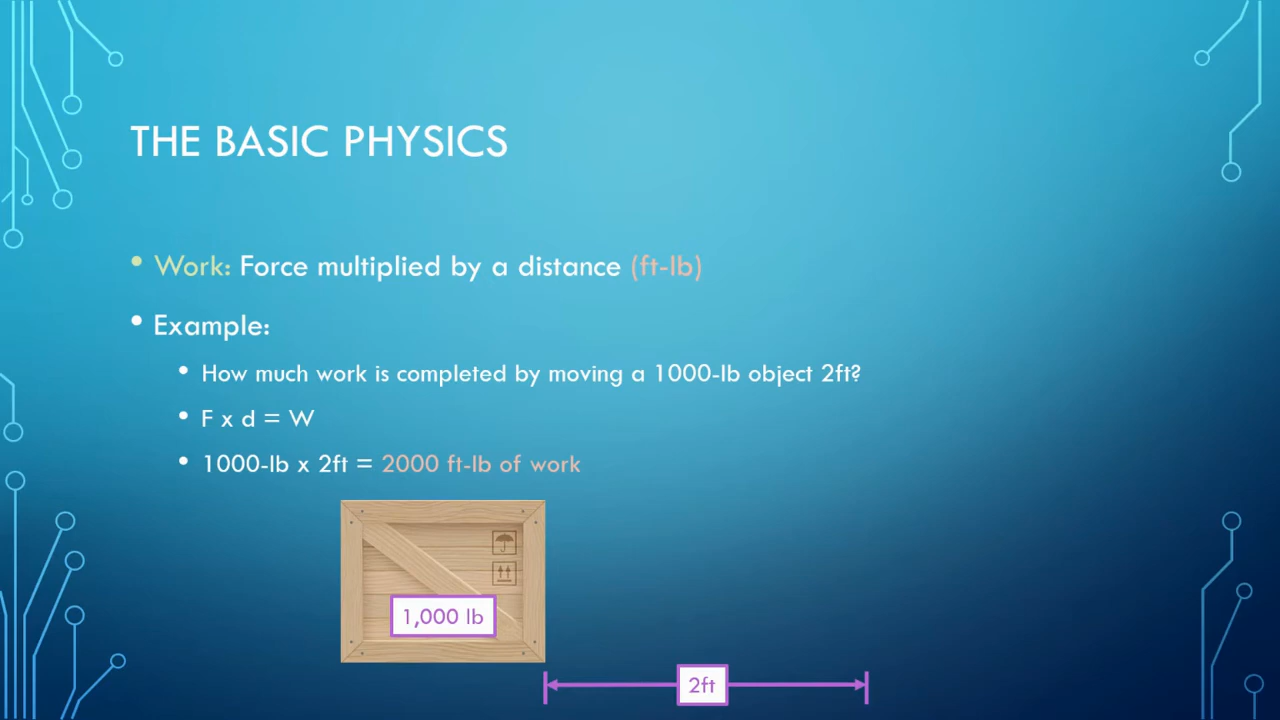 THE BASIC PHYSICS
• Work: Force multiplied by a distance (ft-lb)
• Example:
• How much work is completed by moving a 1000-lb object 2ft?
• F x d = W
• 1000-lb x 2ft = 2000 ft-lb of work
1,000 lb
2ft